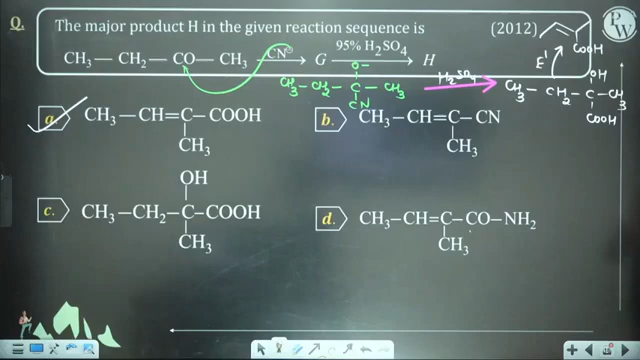 Q. The major product H in the given reaction sequence is (2012)
CH₃ — CH₂ — CO — CH₃ —CN⊖→ G 95% H₂SO₄→ H
CH₃ - CH₂ - C - CH₃
O⁻
CN
H₂SO₄
COOH
E'
OH
CH₃ - CH₂ - C - CH₃
COOH
a. CH₃—CH=C—COOH
CH₃
b. CH₃—CH=C—CN
CH₃
OH
c. CH₃—CH₂—C—COOH
CH₃
d. CH₃—CH=C—CO—NH₂
CH₃
PW